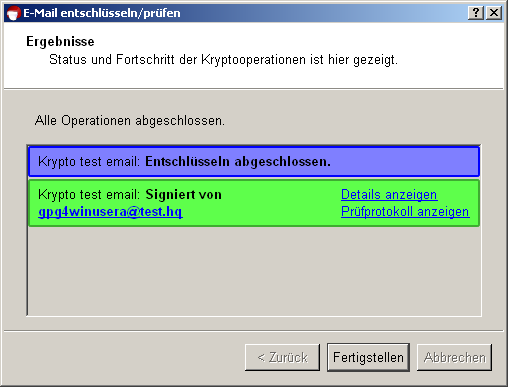 E-Mail entschlüsseln/prüfen
Ergebnisse
Status und Fortschritt der Kryptooperationen ist hier gezeigt.
Alle Operationen abgeschlossen.
Krypto test email: Entschlüsseln abgeschlossen.
Krypto test email: Signiert von Details anzeigen
gpg4winusera@test.hq Prüfprotokoll anzeigen
< Zurück Fertigstellen Abbrechen